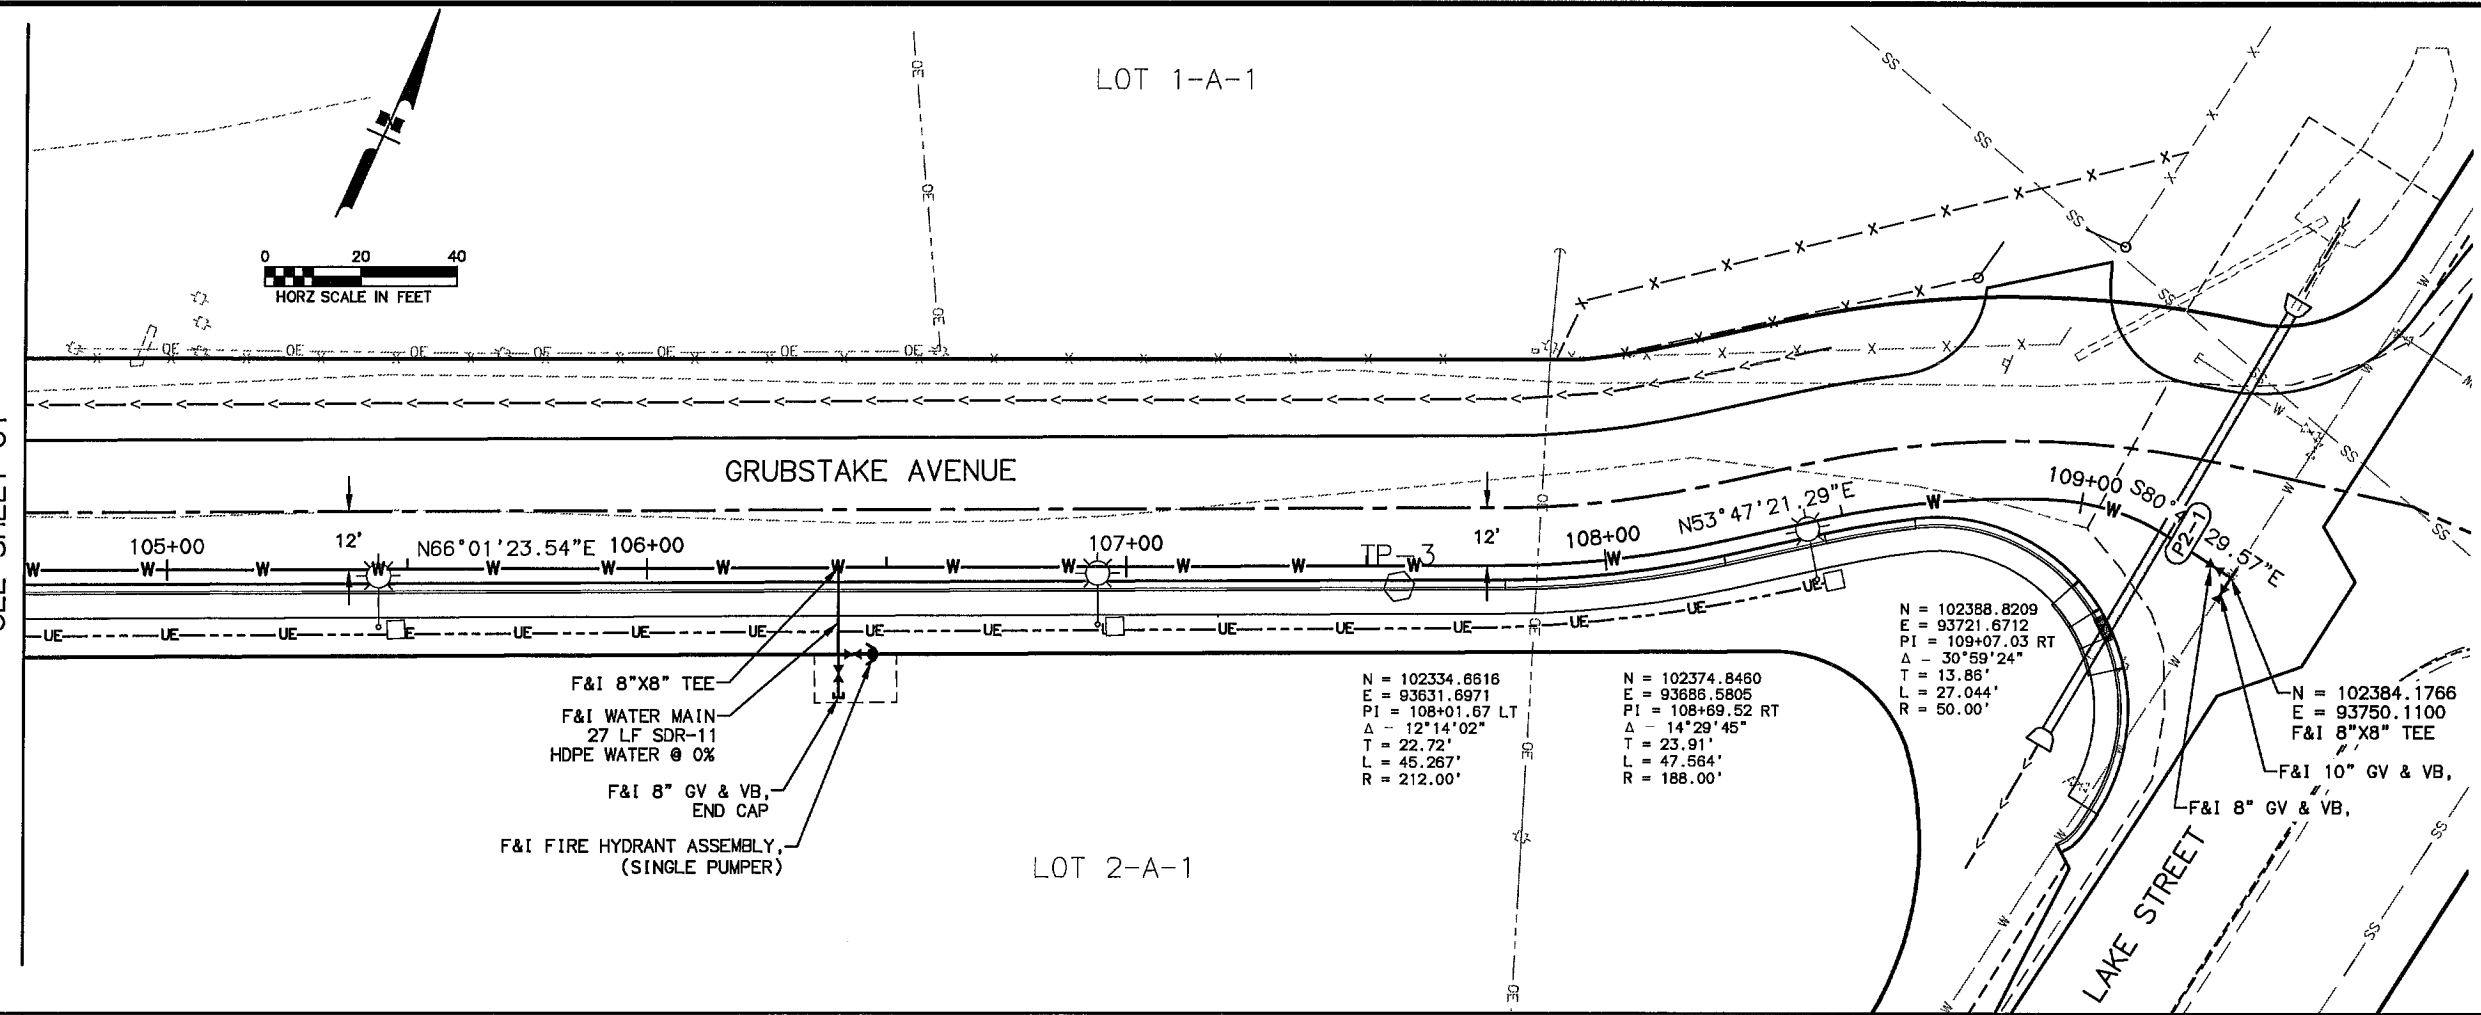 LOT 1-A-1
0 20 40
HORZ SCALE IN FEET
GRUBSTAKE AVENUE
105+00
12'
N66°01'23.54"E
106+00
107+00
TP-3
12'
108+00
N53°47'21.29"E
109+00
S80°
29.57"E
P2-1
F&I 8"X8" TEE
F&I WATER MAIN
27 LF SDR-11
HDPE WATER @ 0%
F&I 8" GV & VB,
END CAP
F&I FIRE HYDRANT ASSEMBLY,
(SINGLE PUMPER)
LOT 2-A-1
N = 102334.6616
E = 93631.6971
PI = 108+01.67 LT
Δ - 12°14'02"
T = 22.72'
L = 45.267'
R = 212.00'
N = 102374.8460
E = 93686.5805
PI = 108+69.52 RT
Δ - 14°29'45"
T = 23.91'
L = 47.564'
R = 188.00'
N = 102388.8209
E = 93721.6712
PI = 109+07.03 RT
Δ - 30°59'24"
T = 13.86'
L = 27.044'
R = 50.00'
N = 102384.1766
E = 93750.1100
F&I 8"X8" TEE
F&I 10" GV & VB,
F&I 8" GV & VB,
LAKE STREET